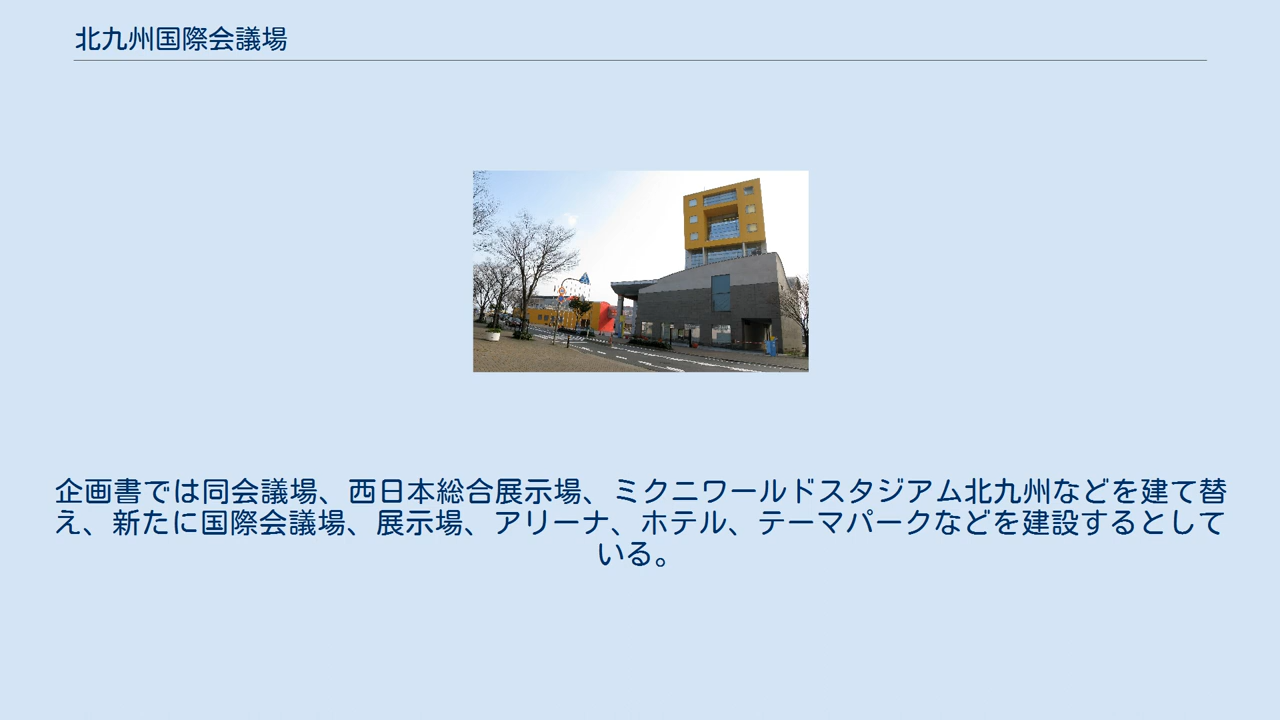 北九州国際会議場
企画書では同会議場、西日本総合展示場、ミクニワールドスタジアム北九州などを建て替
え、新たに国際会議場、展示場、アリーナ、ホテル、テーマパークなどを建設するとして
いる。